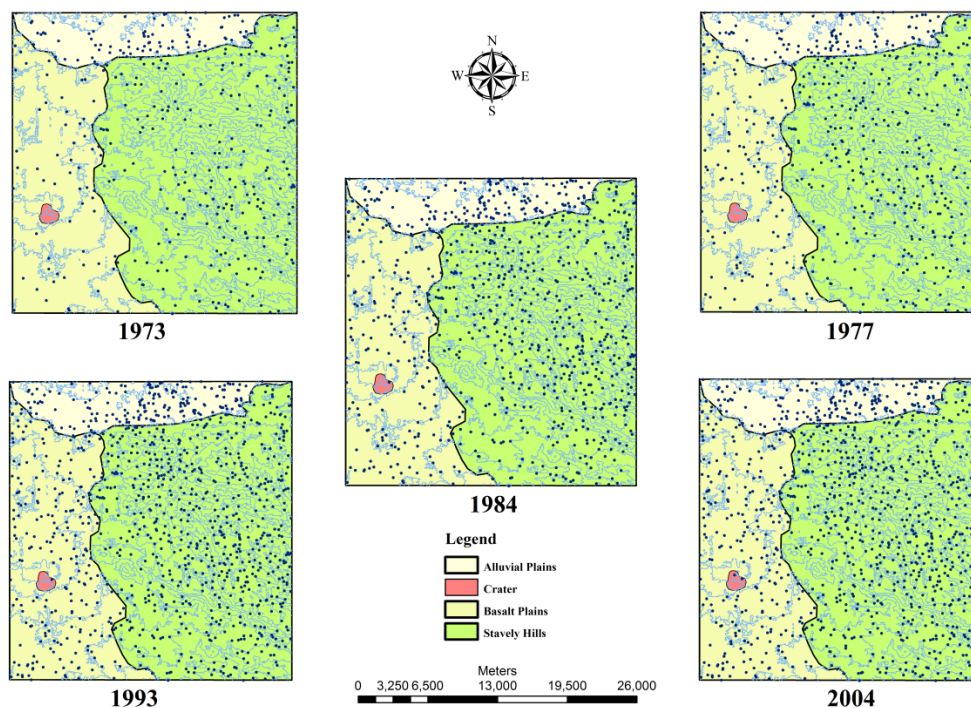 N
W E
S
1973
1977
1984
Legend
Alluvial Plains
Crater
Basalt Plains
Stavely Hills
Meters
0 3,250 6,500 13,000 19,500 26,000
1993
2004